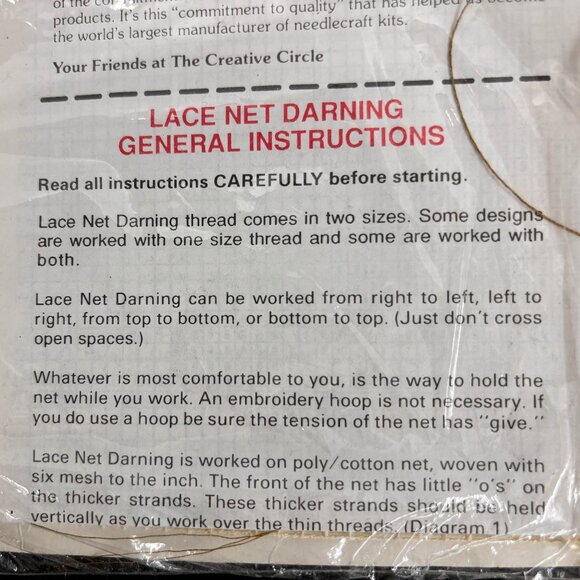 of the
products. It's this "commitment to quality" that has helped us become
the world's largest manufacturer of needlecraft kits.
Your Friends at The Creative Circle
LACE NET DARNING
GENERAL INSTRUCTIONS
Read all instructions CAREFULLY before starting.
Lace Net Darning thread comes in two sizes. Some designs
are worked with one size thread and some are worked with
both.
Lace Net Darning can be worked from right to left, left to
right, from top to bottom, or bottom to top. (Just don't cross
open spaces.)
Whatever is most comfortable to you, is the way to hold the
net while you work. An embroidery hoop is not necessary. If
you do use a hoop be sure the tension of the net has "give."
Lace Net Darning is worked on poly/cotton net, woven with
six mesh to the inch. The front of the net has little "o's" on
the thicker strands. These thicker strands should be held
vertically as you work over the thin threads. (Diagram 1)